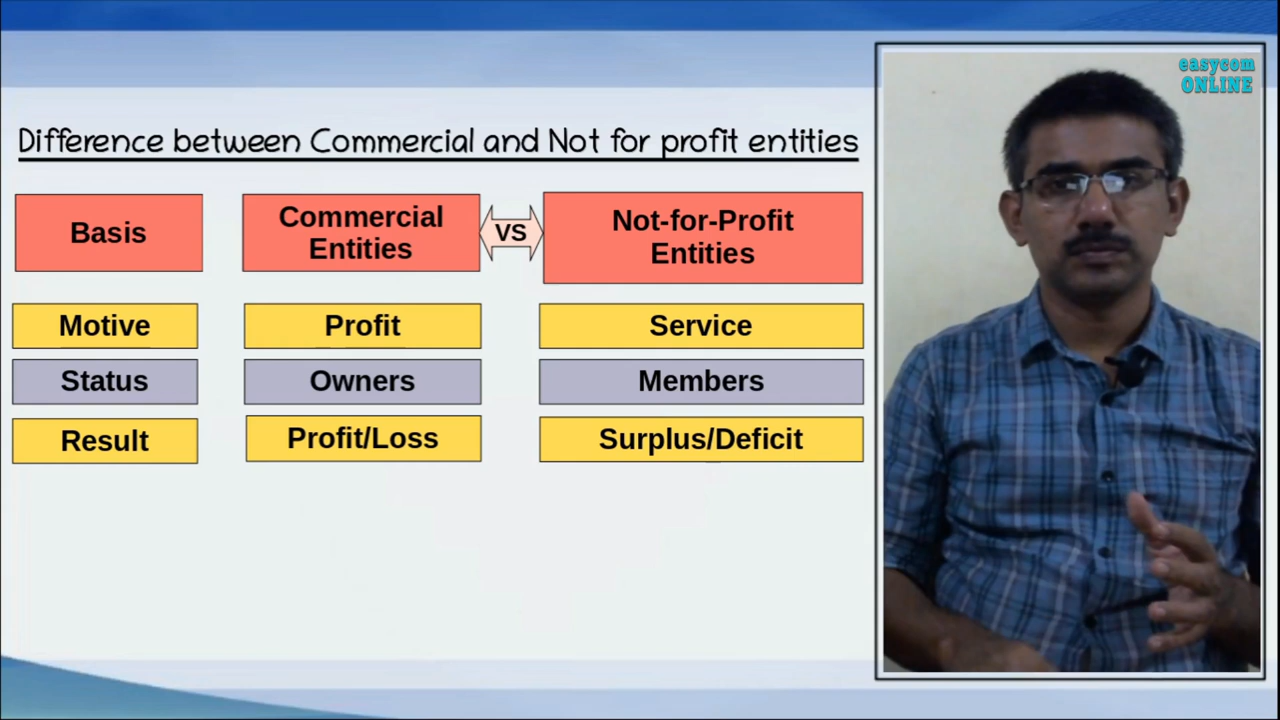 easycom
ONLINE
Difference between Commercial and Not for profit entities
Basis
Commercial
Entities
VS
Not-for-Profit
Entities
Motive
Profit
Service
Status
Owners
Members
Result
Profit/Loss
Surplus/Deficit